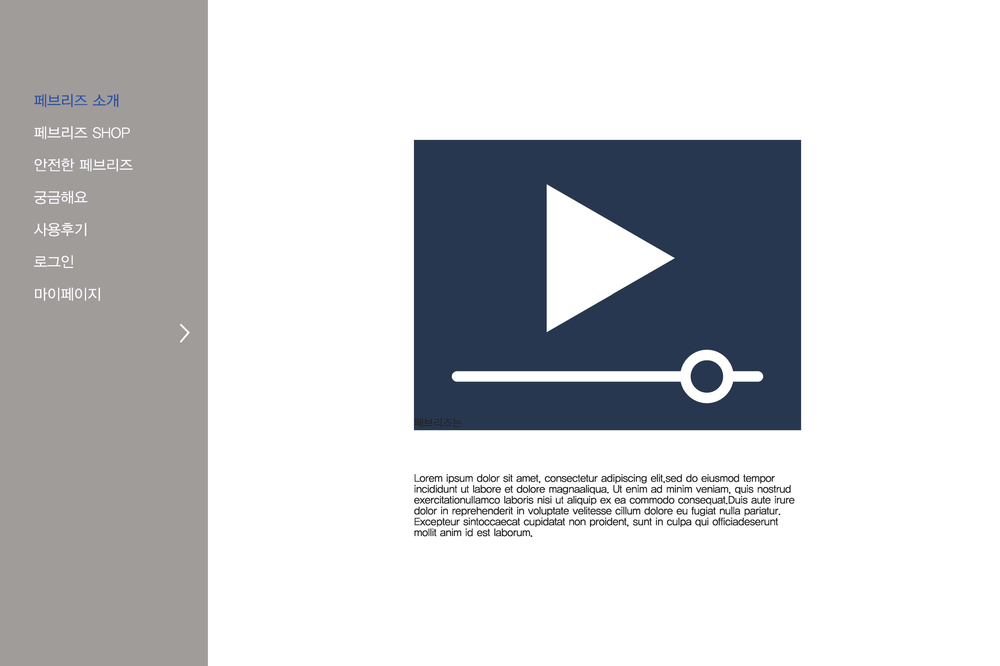 페브리즈 소개
페브리즈 SHOP
안전한 페브리즈
궁금해요
사용후기
로그인
마이페이지
페브리즈는
Lorem ipsum dolor sit amet, consectetur adipiscing elit,sed do eiusmod tempor
incididunt ut labore et dolore magnaaliqua. Ut enim ad minim veniam, quis nostrud
exercitationullamco laboris nisi ut aliquip ex ea commodo consequat.Duis aute irure
dolor in reprehenderit in voluptate velitesse cillum dolore eu fugiat nulla pariatur.
Excepteur sintoccaecat cupidatat non proident, sunt in culpa qui officiadeserunt
mollit anim id est laborum.